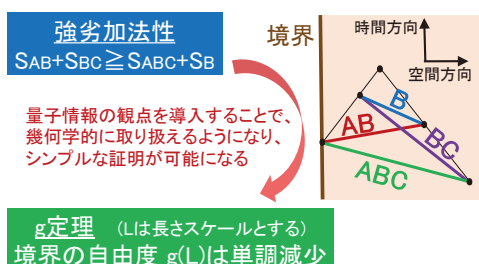 強劣加法性
SAB+SBC≧SABC+SB
量子情報の観点を導入することで、
幾何学的に取り扱えるようになり、
シンプルな証明が可能になる
g定理 (Lは長さスケールとする)
境界の自由度 g(L)は単調減少
境界
時間方向
空間方向
B
AB
BC
ABC